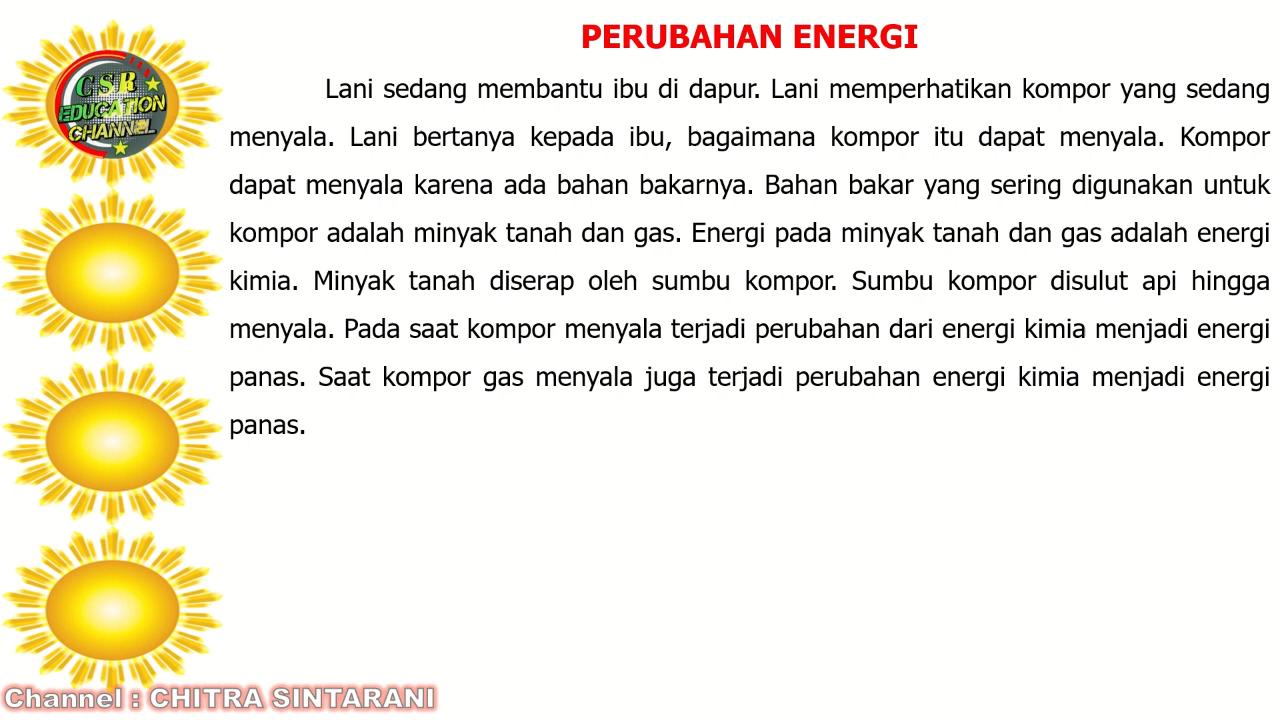 PERUBAHAN ENERGI
CSR
EDUCATION
CHANNEL
Lani sedang membantu ibu di dapur. Lani memperhatikan kompor yang sedang
menyala. Lani bertanya kepada ibu, bagaimana kompor itu dapat menyala. Kompor
dapat menyala karena ada bahan bakarnya. Bahan bakar yang sering digunakan untuk
kompor adalah minyak tanah dan gas. Energi pada minyak tanah dan gas adalah energi
kimia. Minyak tanah diserap oleh sumbu kompor. Sumbu kompor disulut api hingga
menyala. Pada saat kompor menyala terjadi perubahan dari energi kimia menjadi energi
panas. Saat kompor gas menyala juga terjadi perubahan energi kimia menjadi energi
panas.
Channel : CHITRA SINTARANI